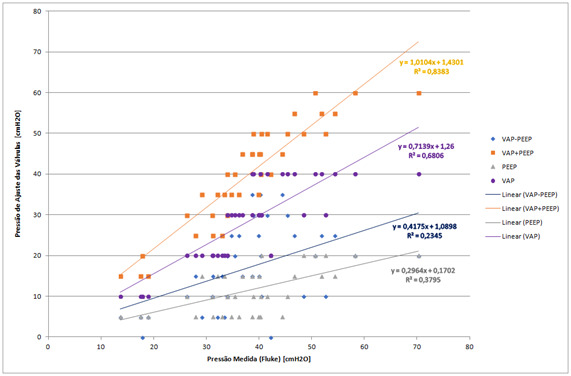 80
70
60
50
40
30
20
10
0
Pressão de Ajuste das Válvulas [cmH2O]
0
10
20
30
40
50
60
70
80
Pressão Medida (Fluke) [cmH2O]
y = 1,0104x + 1,4301
R² = 0,8383
y = 0,7139x + 1,26
R² = 0,6806
y = 0,4175x + 1,0898
R² = 0,2345
y = 0,2964x + 0,1702
R² = 0,3795
VAP-PEEP
VAP+PEEP
PEEP
VAP
Linear (VAP-PEEP)
Linear (VAP+PEEP)
Linear (PEEP)
Linear (VAP)